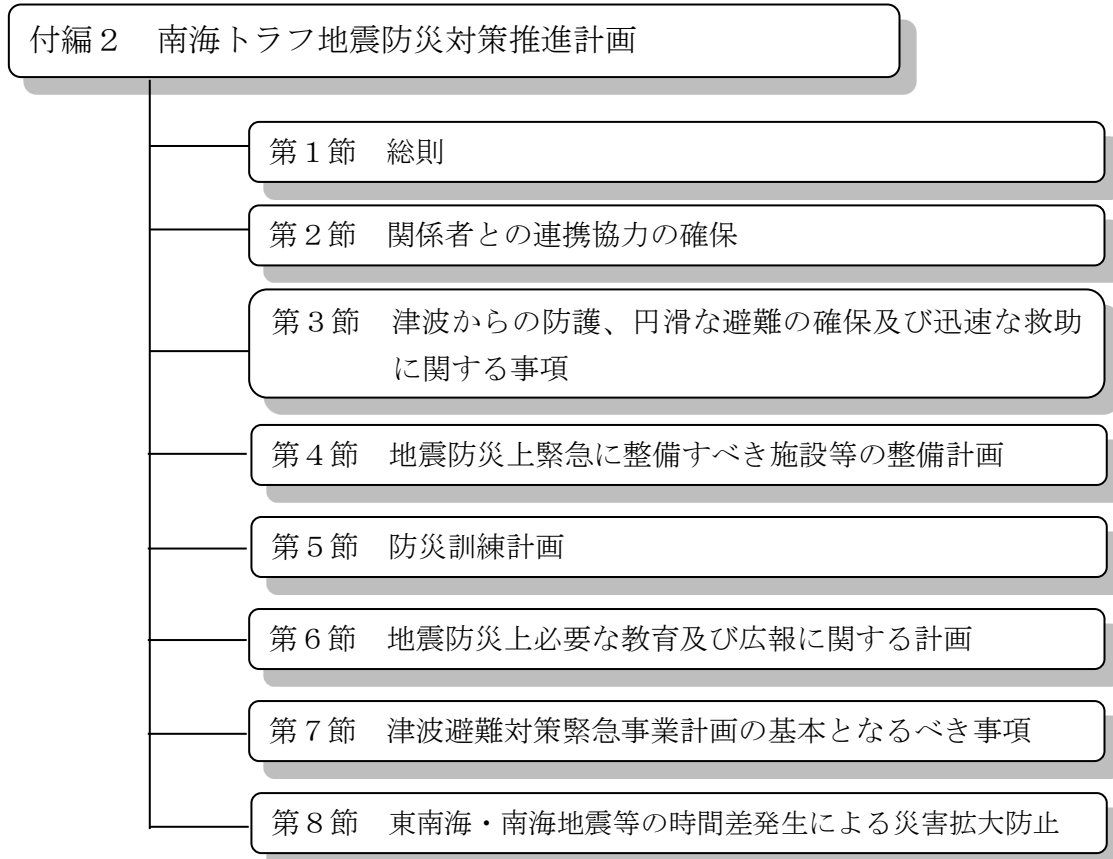 付編２　南海トラフ地震防災対策推進計画
第１節　総則
第２節　関係者との連携協力の確保
第３節　津波からの防護、円滑な避難の確保及び迅速な救助
に関する事項
第４節　地震防災上緊急に整備すべき施設等の整備計画
第５節　防災訓練計画
第６節　地震防災上必要な教育及び広報に関する計画
第７節　津波避難対策緊急事業計画の基本となるべき事項
第８節　東南海・南海地震等の時間差発生による災害拡大防止